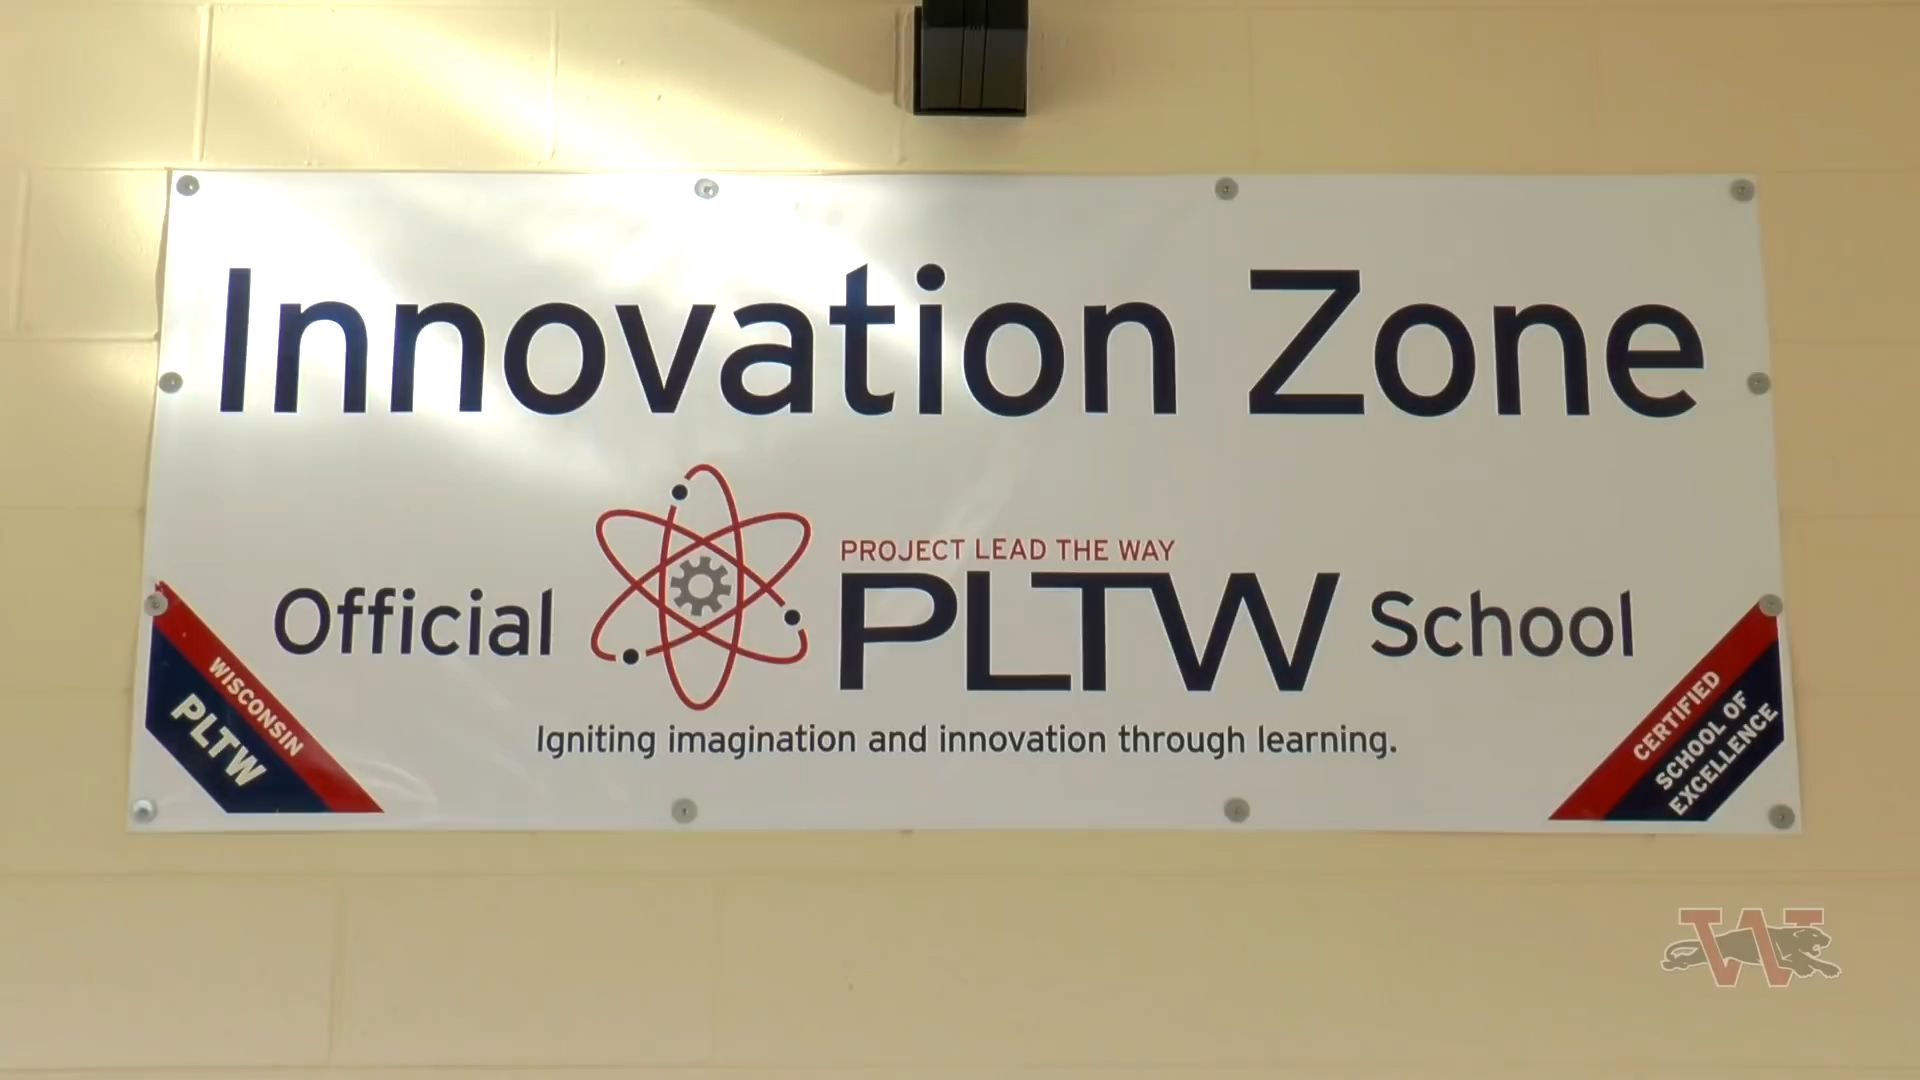 Innovation Zone
PROJECT LEAD THE WAY
Official PLTW School
Igniting imagination and innovation through learning.
WISCONSIN
PLTW
CERTIFIED
SCHOOL OF
EXCELLENCE
W